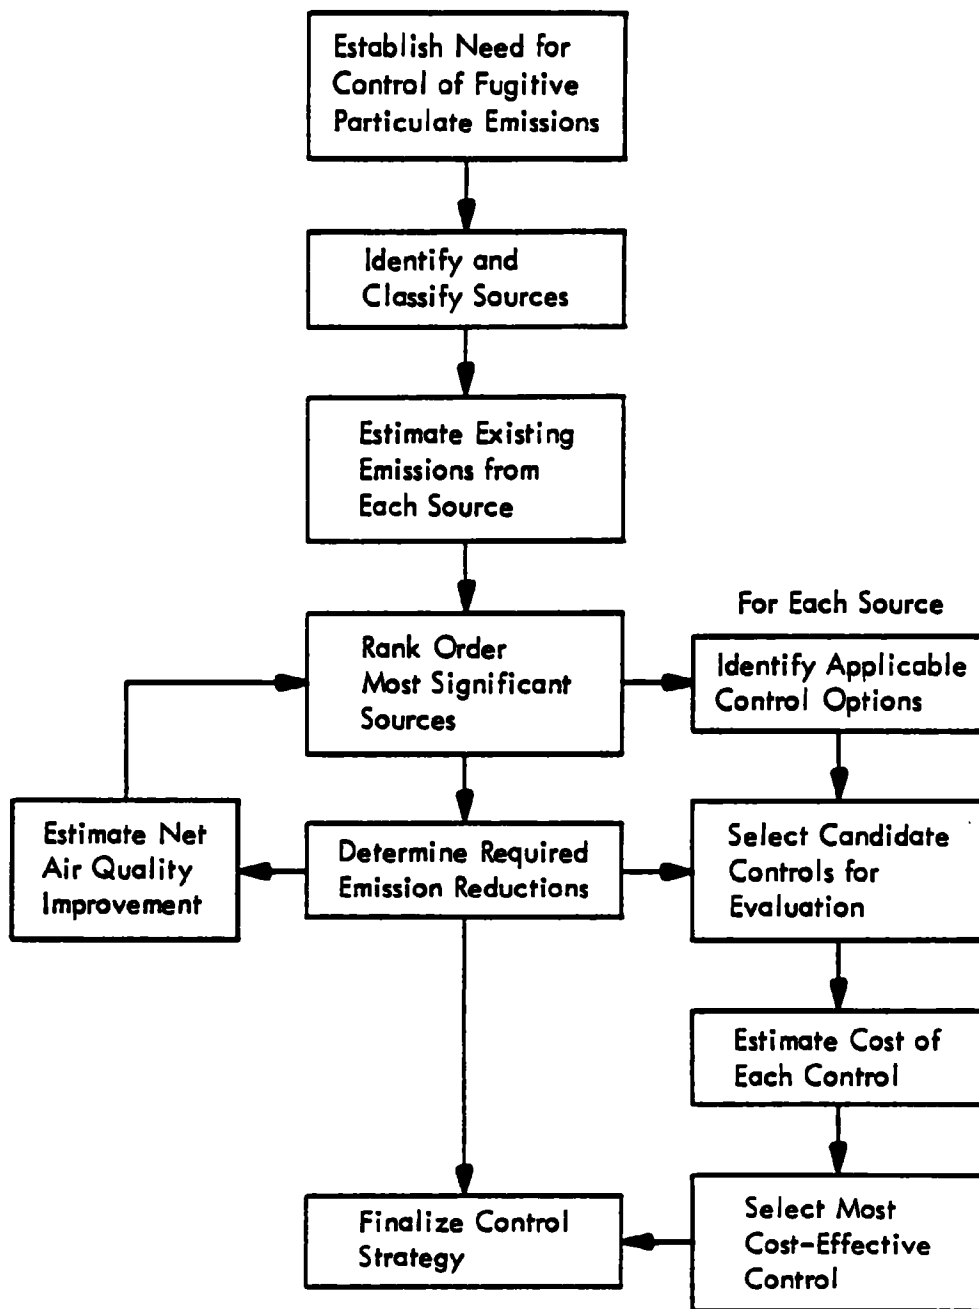 Establish Need for
Control of Fugitive
Particulate Emissions
Identify and
Classify Sources
Estimate Existing
Emissions from
Each Source
For Each Source
Rank Order
Most Significant
Sources
Identify Applicable
Control Options
Estimate Net
Air Quality
Improvement
Determine Required
Emission Reductions
Select Candidate
Controls for
Evaluation
Estimate Cost of
Each Control
Finalize Control
Strategy
Select Most
Cost-Effective
Control